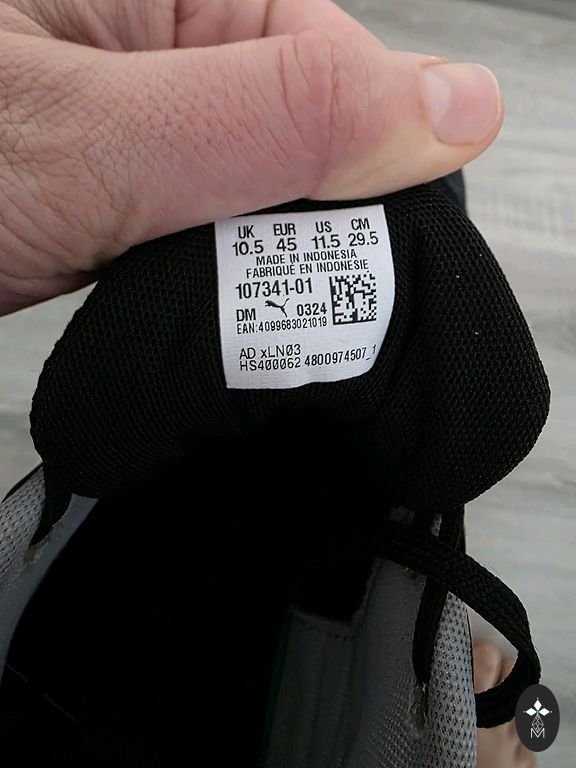 UK EUR US CM
10.5 45 11.5 29.5
MADE IN INDONESIA
FABRIQUÉ EN INDONESIE
107341-01
DM 0324
EAN:4099683021019
AD xLN03
HS400062 4800974507_1
M